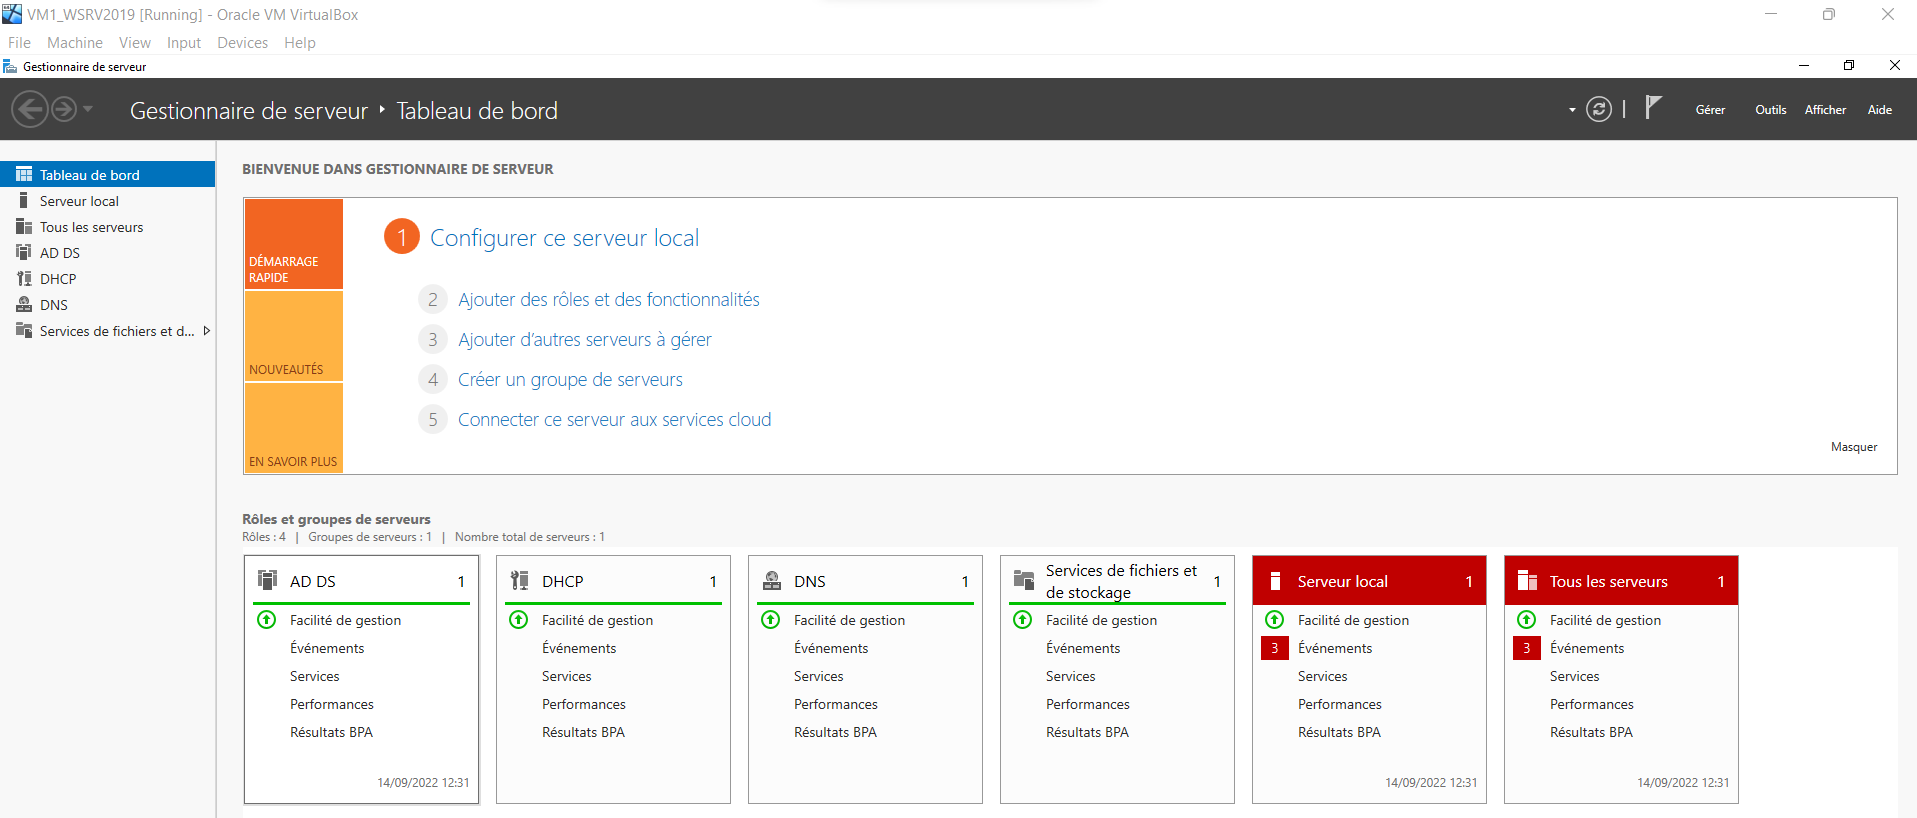 VM1_WSRV2019 [Running] - Oracle VM VirtualBox
File Machine View Input Devices Help
Gestionnaire de serveur
Gestionnaire de serveur ‣ Tableau de bord
Gérer Outils Afficher Aide
Tableau de bord
Serveur local
Tous les serveurs
AD DS
DHCP
DNS
Services de fichiers et d...
BIENVENUE DANS GESTIONNAIRE DE SERVEUR
DÉMARRAGE
RAPIDE
NOUVEAUTÉS
EN SAVOIR PLUS
1 Configurer ce serveur local
2 Ajouter des rôles et des fonctionnalités
3 Ajouter d’autres serveurs à gérer
4 Créer un groupe de serveurs
5 Connecter ce serveur aux services cloud
Masquer
Rôles et groupes de serveurs
Rôles : 4 | Groupes de serveurs : 1 | Nombre total de serveurs : 1
AD DS 1
Facilité de gestion
Événements
Services
Performances
Résultats BPA
14/09/2022 12:31
DHCP 1
Facilité de gestion
Événements
Services
Performances
Résultats BPA
DNS 1
Facilité de gestion
Événements
Services
Performances
Résultats BPA
Services de fichiers et
de stockage 1
Facilité de gestion
Événements
Services
Performances
Résultats BPA
Serveur local 1
Facilité de gestion
3 Événements
Services
Performances
Résultats BPA
14/09/2022 12:31
Tous les serveurs 1
Facilité de gestion
3 Événements
Services
Performances
Résultats BPA
14/09/2022 12:31